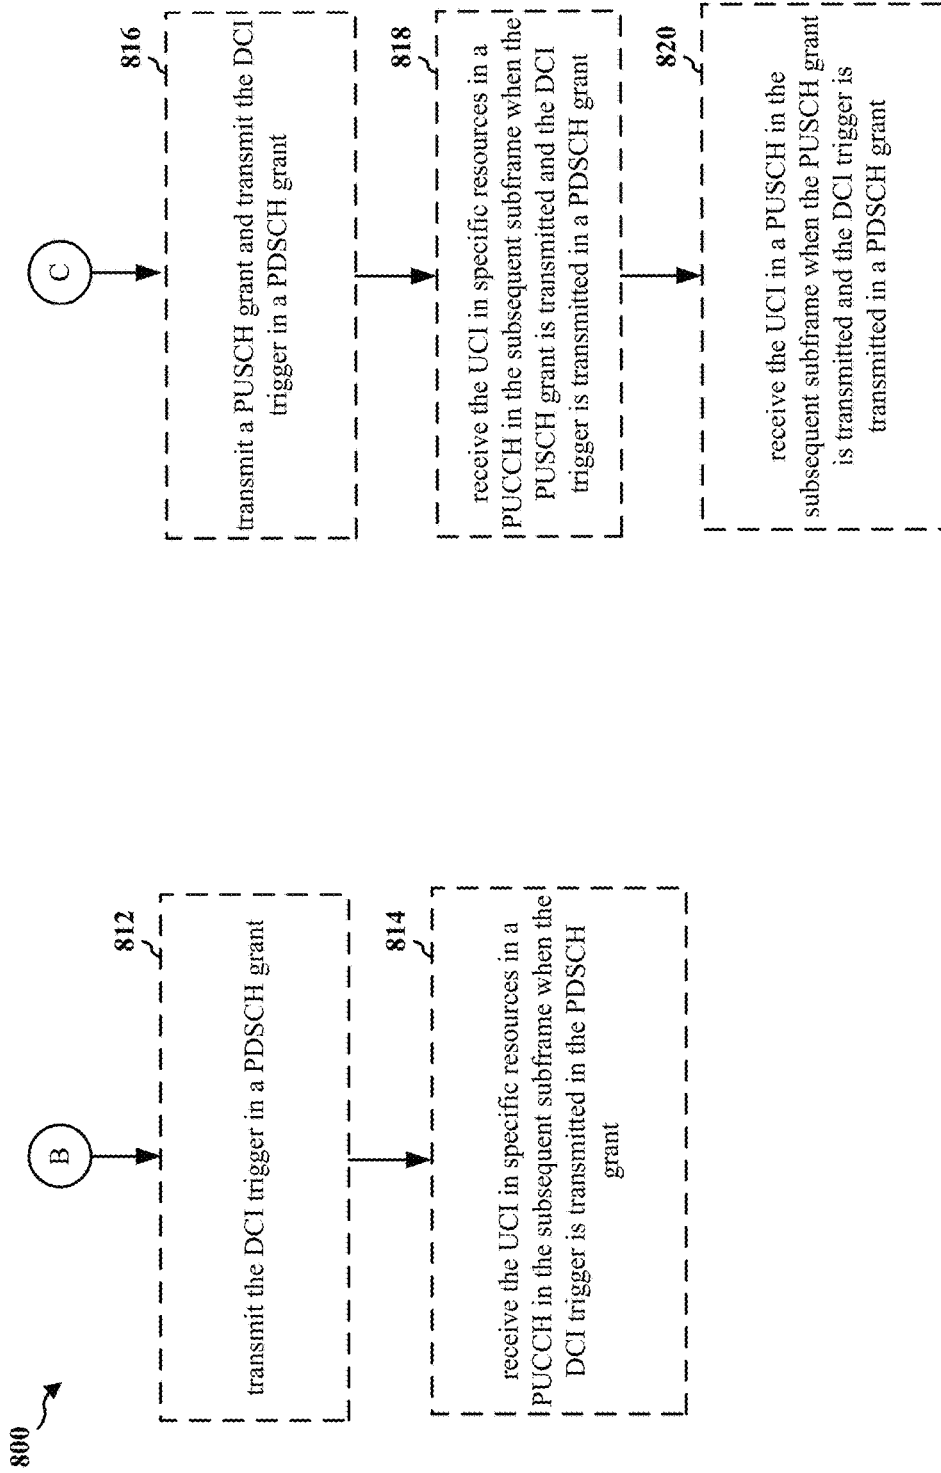 800
B
812
transmit the DCI trigger in a PDSCH grant
814
receive the UCI in specific resources in a
PUCCH in the subsequent subframe when the
DCI trigger is transmitted in the PDSCH
grant
C
816
transmit a PUSCH grant and transmit the DCI
trigger in a PDSCH grant
818
receive the UCI in specific resources in a
PUCCH in the subsequent subframe when the
PUSCH grant is transmitted and the DCI
trigger is transmitted in a PDSCH grant
820
receive the UCI in a PUSCH in the
subsequent subframe when the PUSCH grant
is transmitted and the DCI trigger is
transmitted in a PDSCH grant